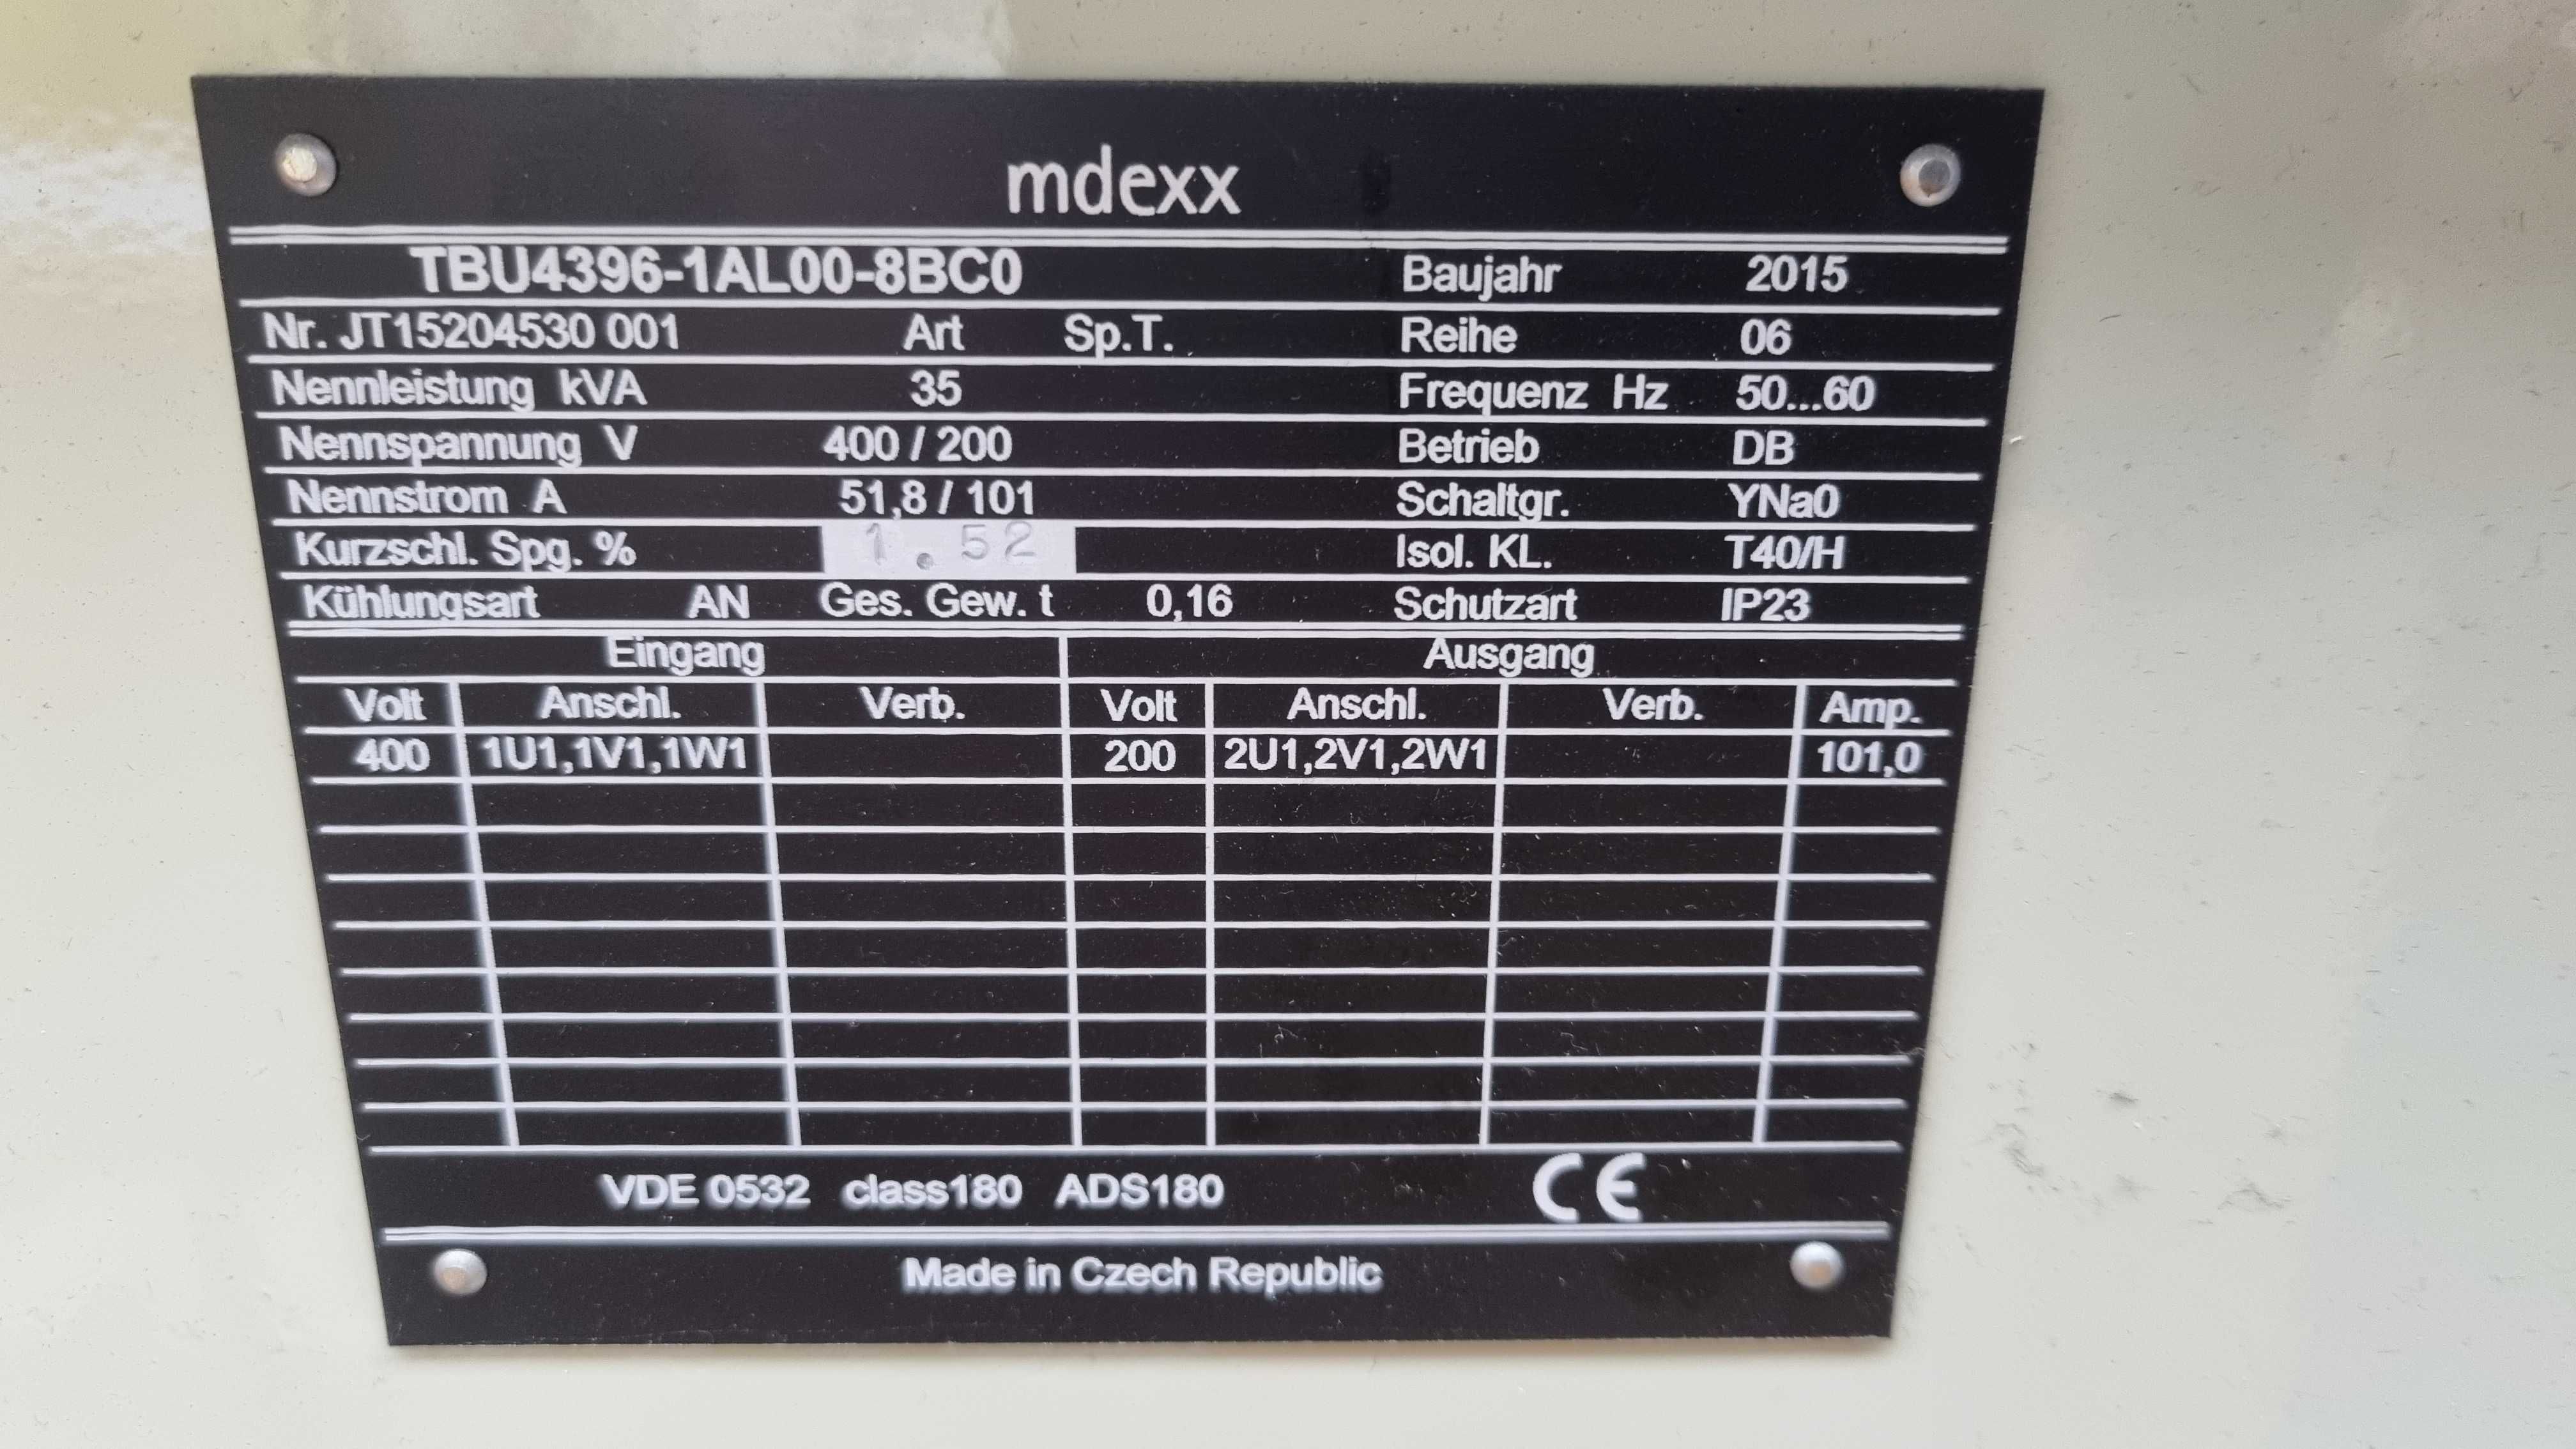 mdexx
TBU4396-1AL00-8BC0 Baujahr 2015
Nr. JT15204530 001 Art Sp.T. Reihe 06
Nennleistung kVA 35 Frequenz Hz 50...60
Nennspannung V 400 / 200 Betrieb DB
Nennstrom A 51,8 / 101 Schaltgr. YNa0
Kurzschl. Spg. % 1.52 Isol. KL. T40/H
Kühlungsart AN Ges. Gew. t 0,16 Schutzart IP23
Eingang Ausgang
Volt Anschl. Verb. Volt Anschl. Verb. Amp.
400 1U1,1V1,1W1 200 2U1,2V1,2W1 101,0
VDE 0532 class180 ADS180 CE
Made in Czech Republic